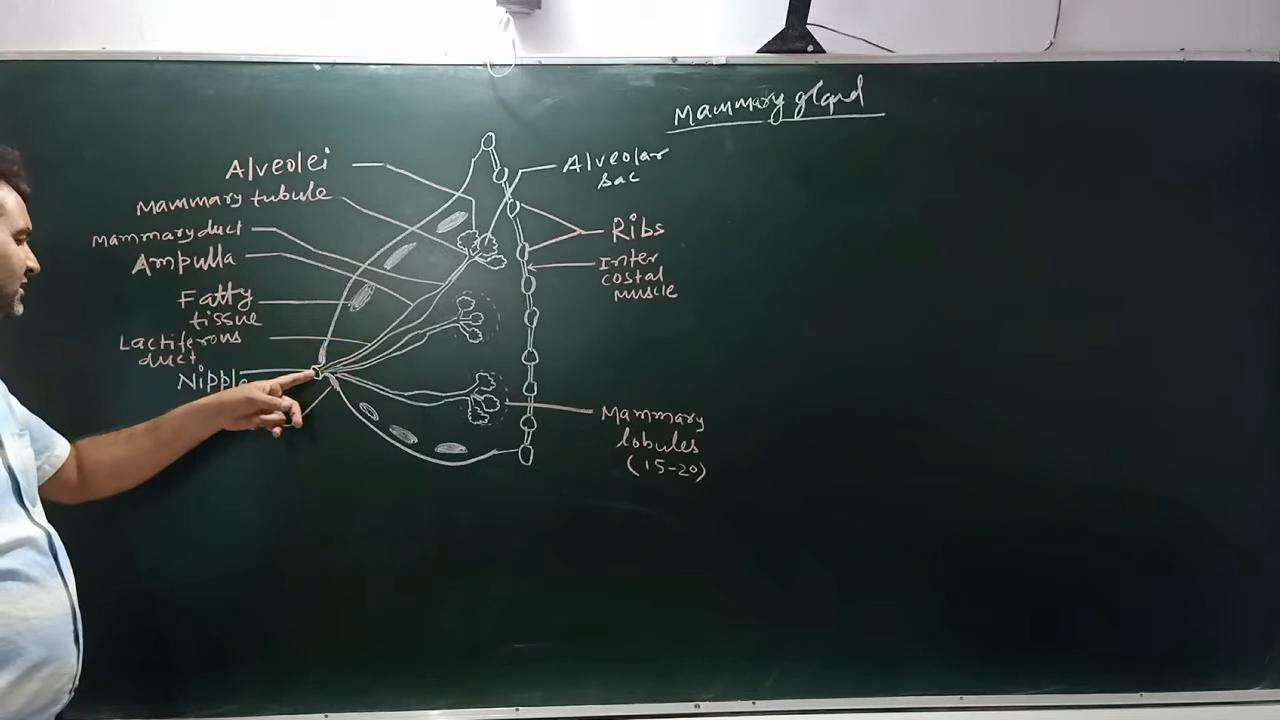 Mammary gland
Alveolei
Mammary tubule
Mammary duct
Ampulla
Fatty
tissue
Lactiferous
duct
Nipple
Alveolar
sac
Ribs
Inter
costal
muscle
Mammary
lobules
(15-20)